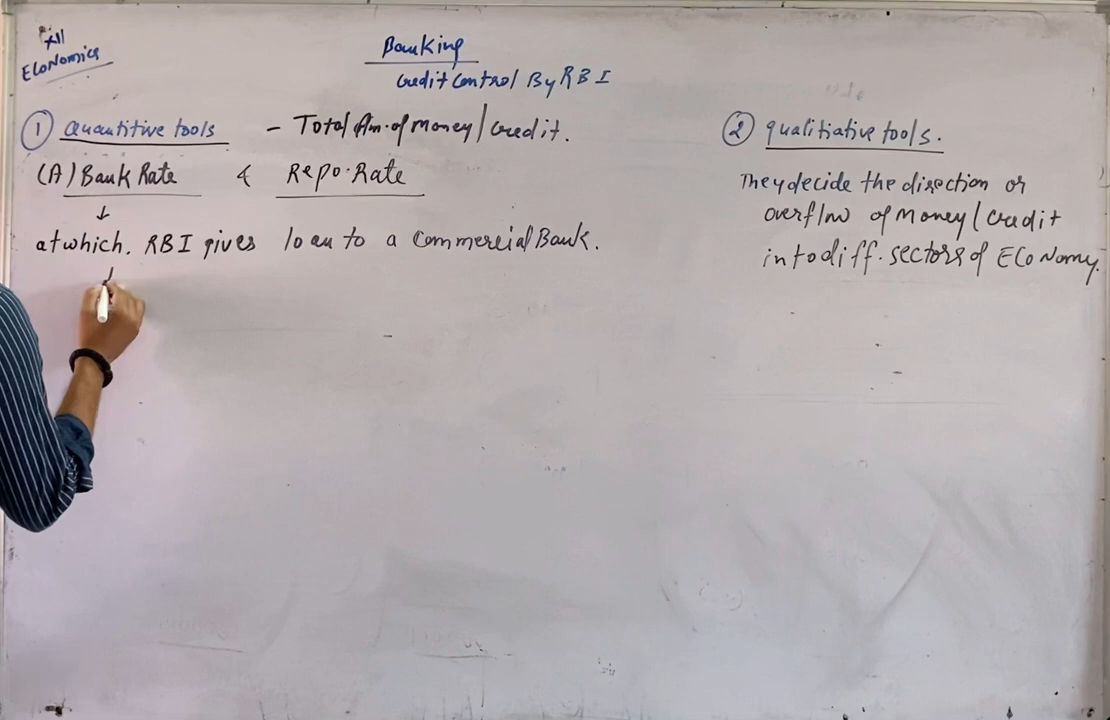 XII
Economics
Banking
Credit Control By RBI
① Quantitive tools - Total Am. of Money/Credit.
(A) Bank Rate & Repo. Rate
↓
at which. RBI gives loan to a Commercial Bank.
② qualitiative tools.
They decide the direction or
overflow of Money/Credit
into diff. sectors of Economy.